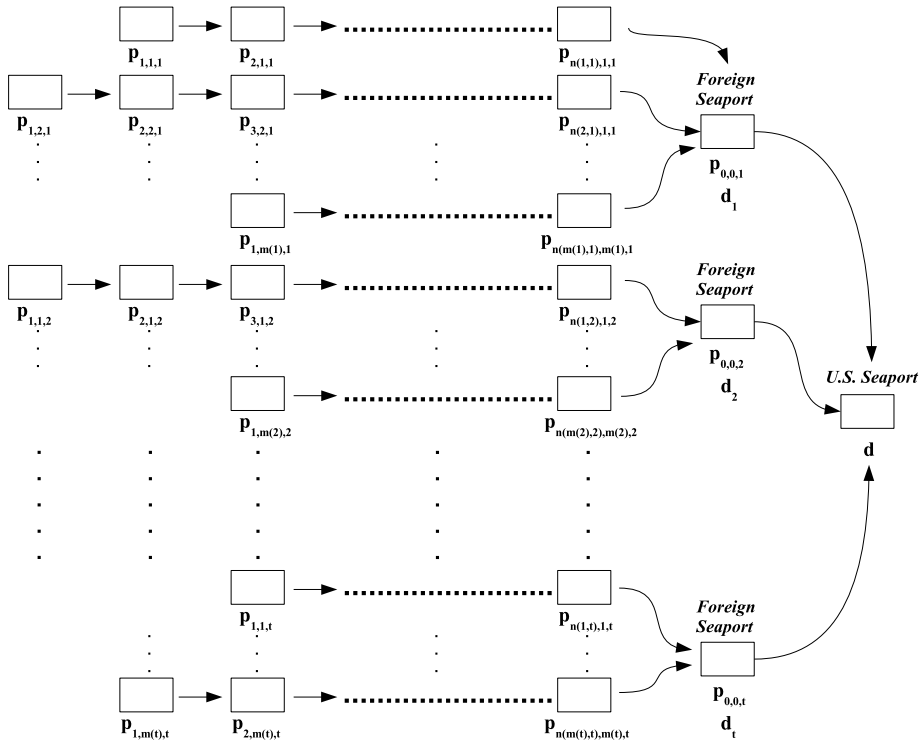 p1,1,1 p2,1,1 pn(1,1),1,1
Foreign
Seaport
p1,2,1 p2,2,1 p3,2,1 pn(2,1),1,1
p0,0,1
d1
p1,m(1),1 pn(m(1),1),m(1),1
Foreign
Seaport
p1,1,2 p2,1,2 p3,1,2 pn(1,2),1,2
p0,0,2
d2
U.S. Seaport
p1,m(2),2 pn(m(2),2),m(2),2
d
p1,1,t pn(1,t),1,t
Foreign
Seaport
p0,0,t
dt
p1,m(t),t p2,m(t),t pn(m(t),t),m(t),t